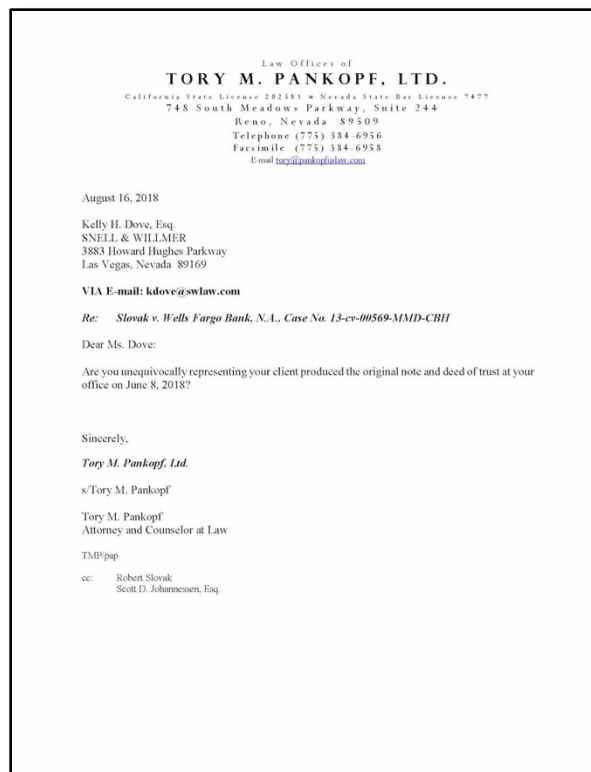 Law Offices of
TORY M. PANKOPF, LTD.
California State License 202581 w Nevada State Bar License 7477
748 South Meadows Parkway, Suite 244
Reno, Nevada 89509
Telephone (775) 384-6956
Facsimile (775) 384-6958
E-mail tory@pankopfuslaw.com
August 16, 2018
Kelly H. Dove, Esq.
SNELL & WILLMER
3883 Howard Hughes Parkway
Las Vegas, Nevada 89169
VIA E-mail: kdove@swlaw.com
Re: Slovak v. Wells Fargo Bank, N.A., Case No. 13-cv-00569-MMD-CBH
Dear Ms. Dove:
Are you unequivocally representing your client produced the original note and deed of trust at your
office on June 8, 2018?
Sincerely,
Tory M. Pankopf, Ltd.
s/Tory M. Pankopf
Tory M. Pankopf
Attorney and Counselor at Law
TMP/pap
cc: Robert Slovak
Scott D. Johannessen, Esq.